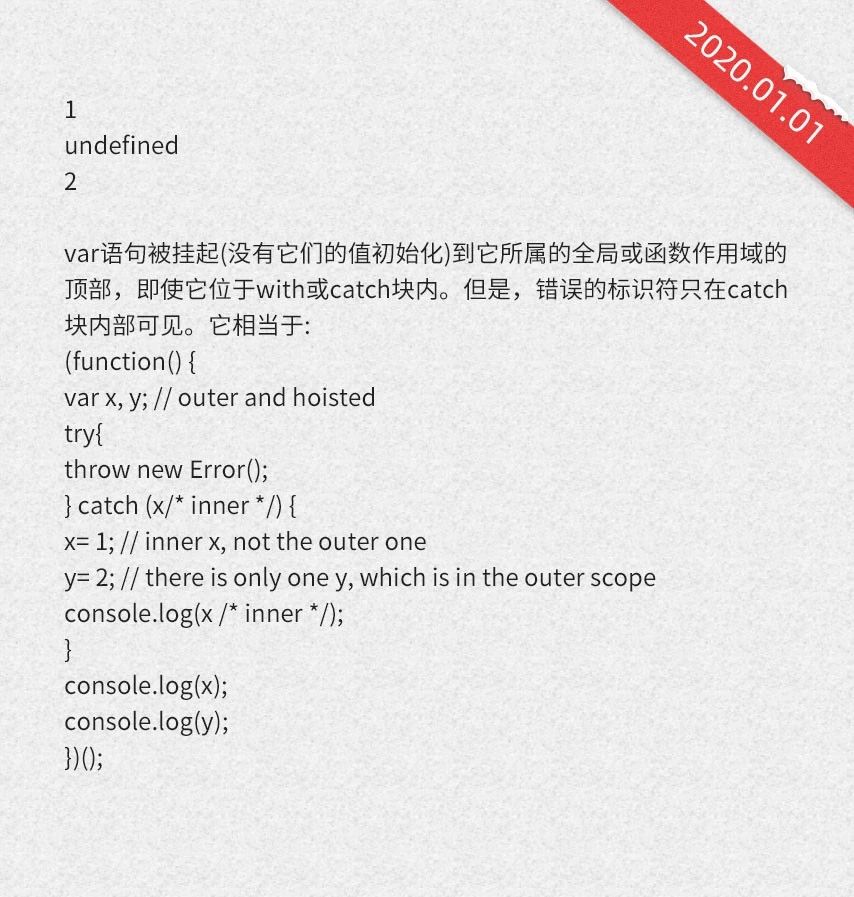 2020.01.01
1
undefined
2
var语句被挂起(没有它们的值初始化)到它所属的全局或函数作用域的
顶部，即使它位于with或catch块内。但是，错误的标识符只在catch
块内部可见。它相当于:
(function() {
var x, y; // outer and hoisted
try{
throw new Error();
} catch (x/* inner */) {
x= 1; // inner x, not the outer one
y= 2; // there is only one y, which is in the outer scope
console.log(x /* inner */);
}
console.log(x);
console.log(y);
})();